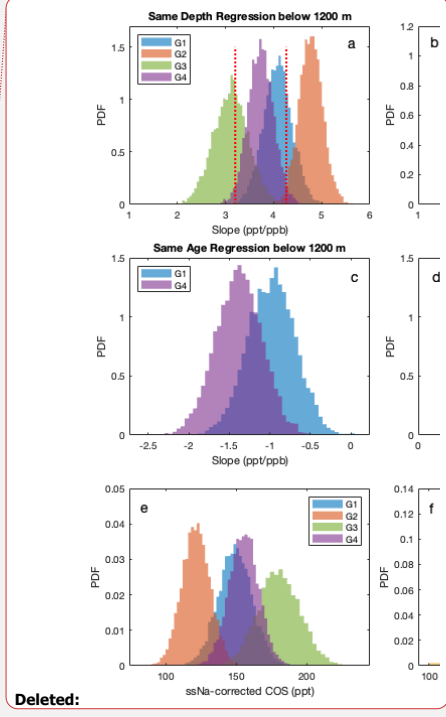 Same Depth Regression below 1200 m
1.5
1
0.5
0
PDF
G1
G2
G3
G4
a
1 2 3 4 5 6
Slope (ppt/ppb)
1.2
1
0.8
0.6
0.4
0.2
0
PDF
b
1
Same Age Regression below 1200 m
1.5
1
0.5
0
PDF
G1
G4
c
-2.5 -2 -1.5 -1 -0.5 0
Slope (ppt/ppb)
1.5
1
0.5
0
PDF
d
0
0.05
0.04
0.03
0.02
0.01
0
PDF
e
G1
G2
G3
G4
100 150 200
ssNa-corrected COS (ppt)
0.14
0.12
0.1
0.08
0.06
0.04
0.02
0
PDF
f
100
Deleted: